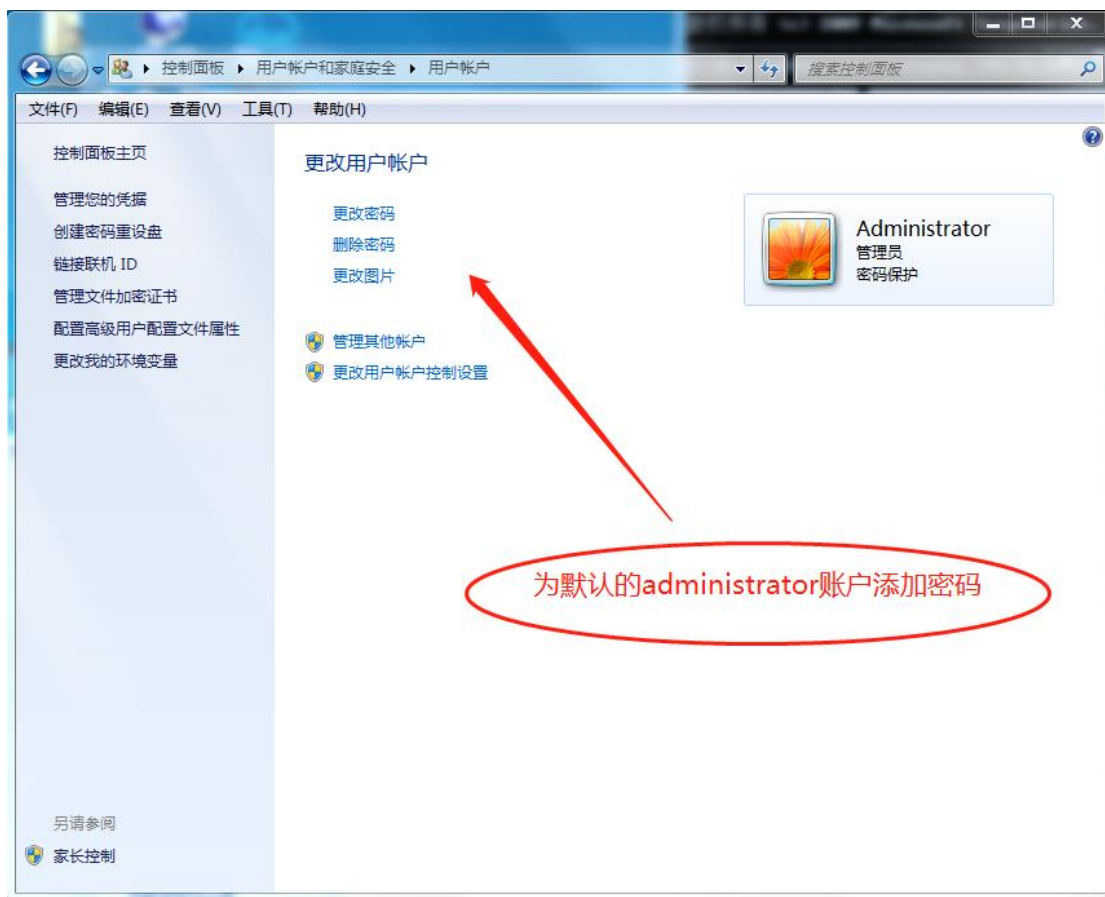 控制面板 用户帐户和家庭安全 用户帐户 搜索控制面板
文件(F) 编辑(E) 查看(V) 工具(T) 帮助(H)
控制面板主页
管理您的凭据
创建密码重设盘
链接联机 ID
管理文件加密证书
配置高级用户配置文件属性
更改我的环境变量
更改用户帐户
更改密码
删除密码
更改图片
管理其他帐户
更改用户帐户控制设置
Administrator
管理员
密码保护
为默认的administrator账户添加密码
另请参阅
家长控制